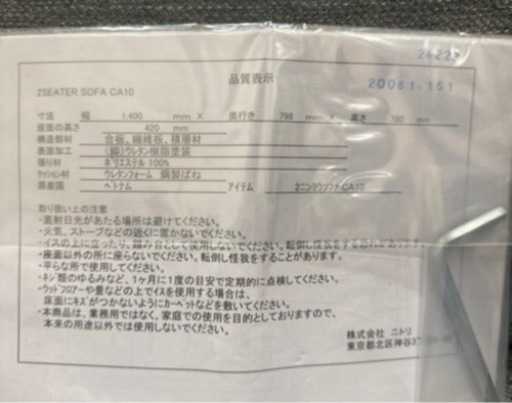 24229
品質表示
20081-151
2SEATER SOFA CA10
寸法 幅 1,400 mm X 奥行き 798 mm X 高さ 780 mm
座面の高さ 420 mm
構造部材 合板、繊維板、積層材
表面加工 (脚)ウレタン樹脂塗装
張り材 ポリエステル 100%
クッション材 ウレタンフォーム 鋼製ばね
原産国 ベトナム アイテム 2ニンヨウソファ CA10
取り扱い上の注意
・直射日光があたる場所は避けてください。
・火気、ストーブなどの近くに置かないでください。
・イスの上に立ったり、踏み台として使用しないでください。転倒し怪我をする恐れがあります。
・座面以外の所に座らないでください。転倒し怪我をすることがあります。
・平らな所で使用してください。
・ネジ類のゆるみなど、1ヶ月に1度の目安で定期的に点検してください。
・ウッドフロアーや畳などの上でイスを使用する場合は、
床面にキズがつかないようにカーペットなどを敷いてください。
・本商品は、業務用ではなく、家庭での使用を目的としておりますので、
本来の用途以外では使用しないでください。
株式会社 ニトリ
東京都北区神谷3